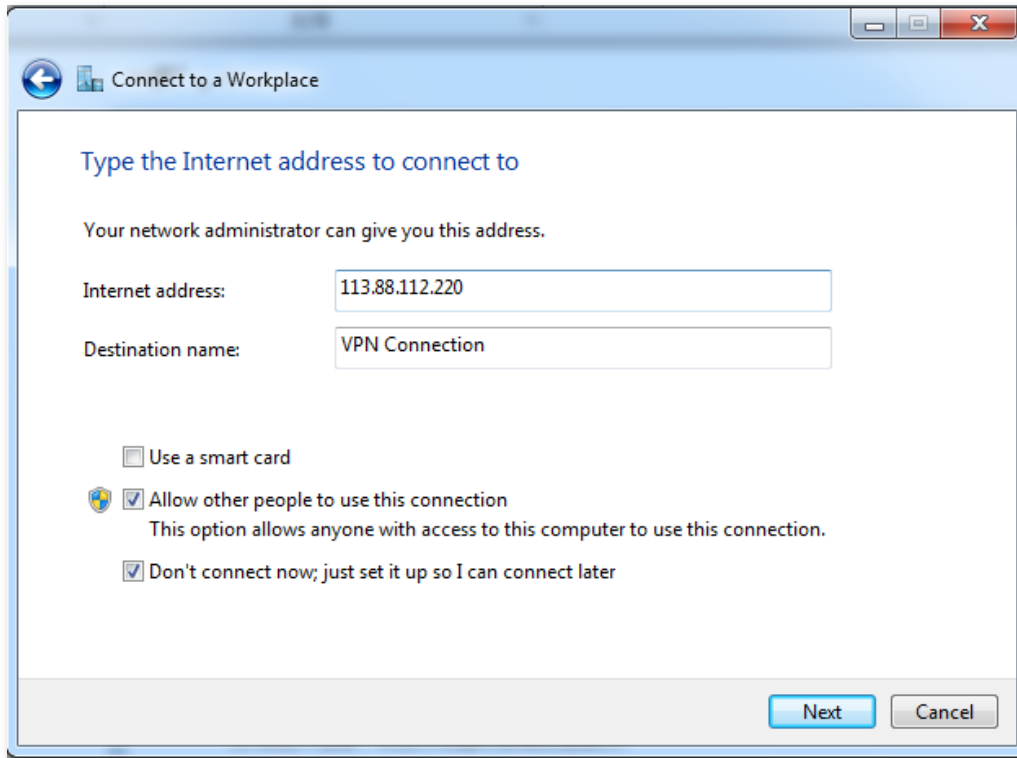 Connect to a Workplace
Type the Internet address to connect to
Your network administrator can give you this address.
Internet address: 113.88.112.220
Destination name: VPN Connection
Use a smart card
Allow other people to use this connection
This option allows anyone with access to this computer to use this connection.
Don't connect now; just set it up so I can connect later
Next Cancel